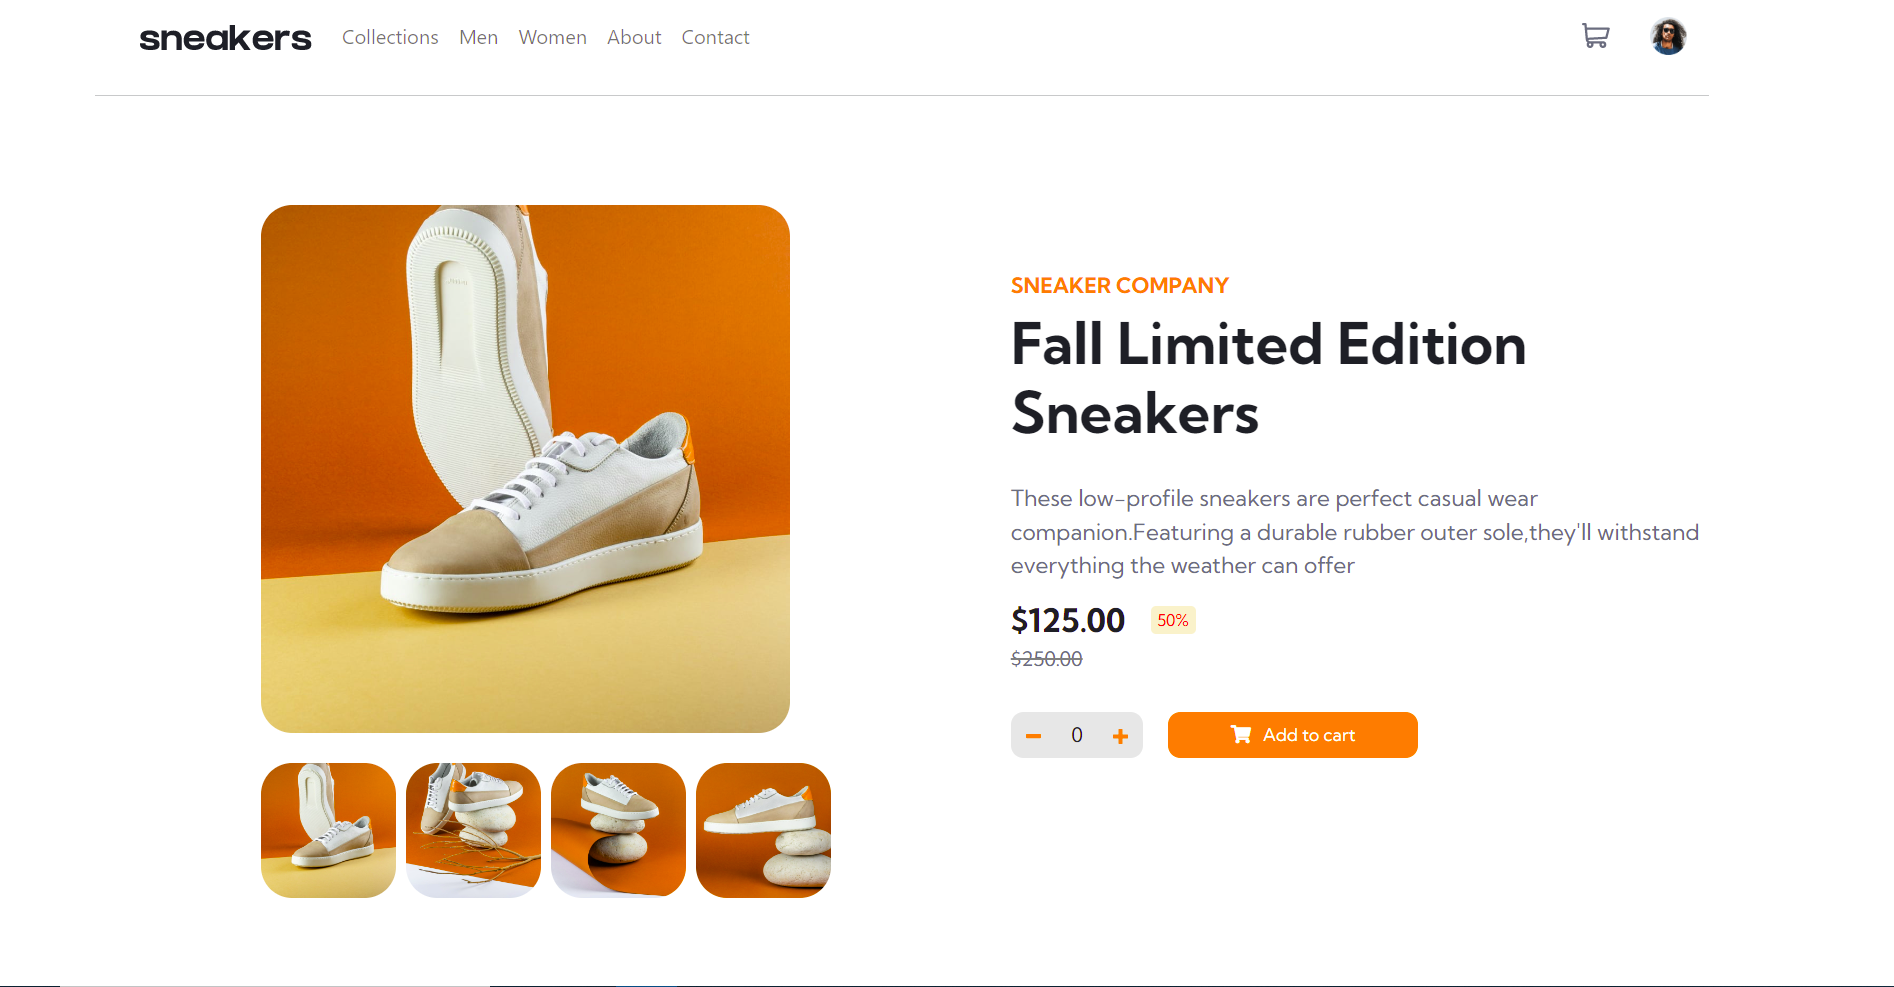 sneakers Collections Men Women About Contact
SNEAKER COMPANY
Fall Limited Edition
Sneakers
These low-profile sneakers are perfect casual wear
companion.Featuring a durable rubber outer sole,they'll withstand
everything the weather can offer
$125.00 50%
$250.00
0 Add to cart